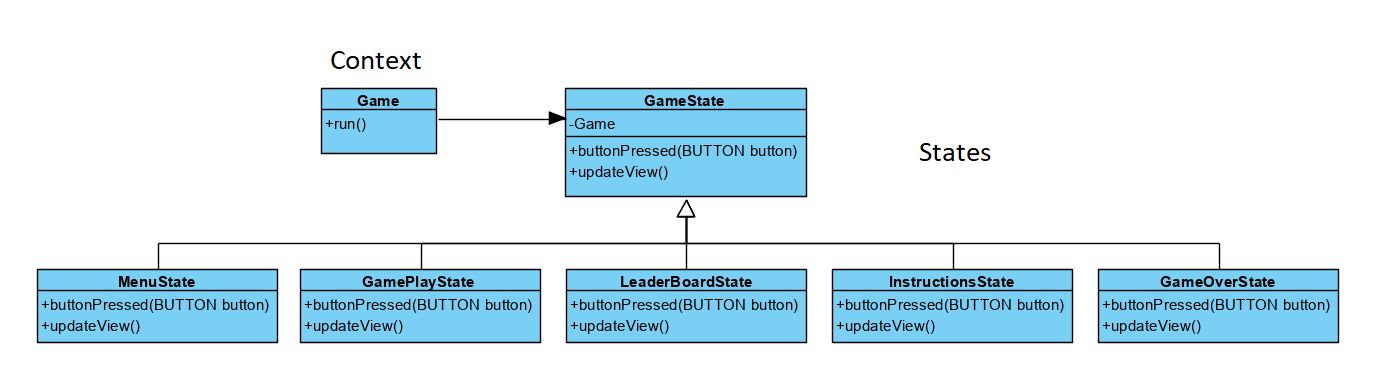 Context
Game
+run()
GameState
-Game
+buttonPressed(BUTTON button)
+updateView()
States
MenuState
+buttonPressed(BUTTON button)
+updateView()
GamePlayState
+buttonPressed(BUTTON button)
+updateView()
LeaderBoardState
+buttonPressed(BUTTON button)
+updateView()
InstructionsState
+buttonPressed(BUTTON button)
+updateView()
GameOverState
+buttonPressed(BUTTON button)
+updateView()